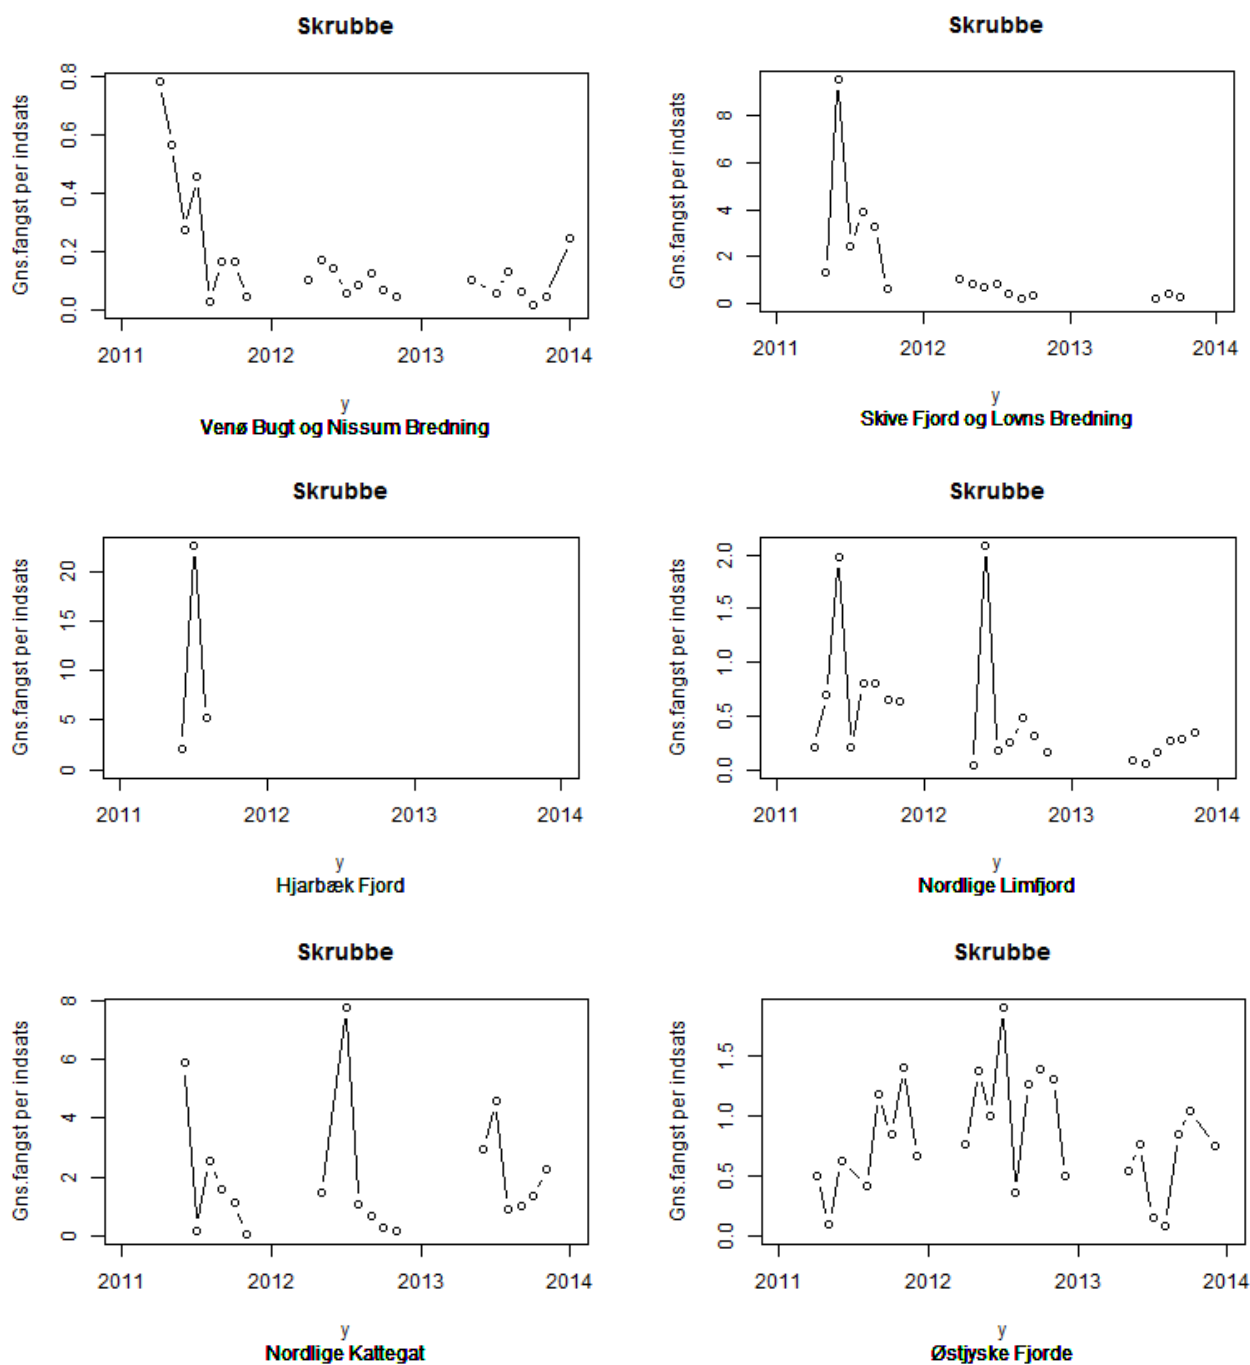 Skrubbe
Gns.fangst per indsats
0.0 0.2 0.4 0.6 0.8
2011 2012 2013 2014
y
Venø Bugt og Nissum Bredning
Skrubbe
Gns.fangst per indsats
0 2 4 6 8
2011 2012 2013 2014
y
Skive Fjord og Lovns Bredning
Skrubbe
Gns.fangst per indsats
0 5 10 15 20
2011 2012 2013 2014
y
Hjarbæk Fjord
Skrubbe
Gns.fangst per indsats
0.0 0.5 1.0 1.5 2.0
2011 2012 2013 2014
y
Nordlige Limfjord
Skrubbe
Gns.fangst per indsats
0 2 4 6 8
2011 2012 2013 2014
y
Nordlige Kattegat
Skrubbe
Gns.fangst per indsats
0.0 0.5 1.0 1.5
2011 2012 2013 2014
y
Østjyske Fjorde